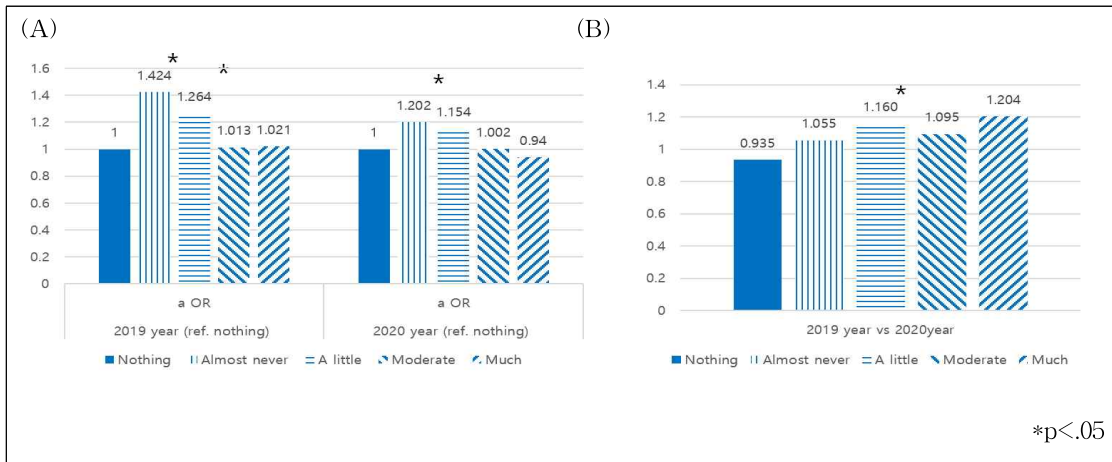 (A)
1.6
1.4
1.2
1
0.8
0.6
0.4
0.2
0
*
*
1
1.424
1.264
1.013
1.021
*
1
1.202
1.154
1.002
0.94
a OR
a OR
2019 year (ref. nothing)
2020 year (ref. nothing)
Nothing
Almost never
A little
Moderate
Much
(B)
1.4
1.2
1
0.8
0.6
0.4
0.2
0
*
0.935
1.055
1.160
1.095
1.204
2019 year vs 2020year
Nothing
Almost never
A little
Moderate
Much
*p<.05